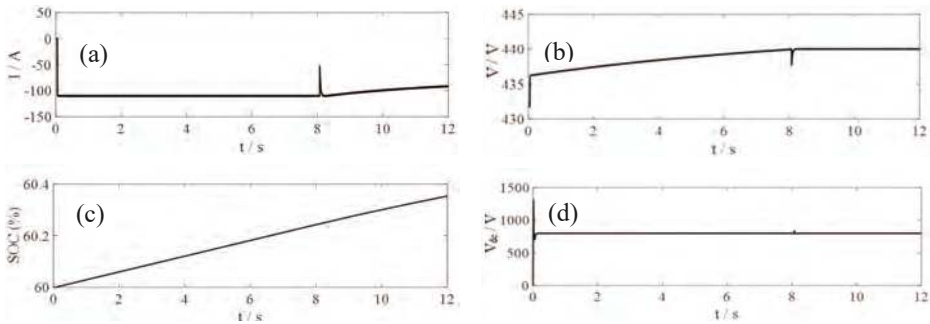 50
0
-50
-100
-150
I / A
(a)
0 2 4 6 8 10 12
t / s
445
440
435
430
V / V
(b)
0 2 4 6 8 10 12
t / s
60.4
60.2
60
SOC (%)
(c)
0 2 4 6 8 10 12
t / s
1500
1000
500
0
Vdc / V
(d)
0 2 4 6 8 10 12
t / s